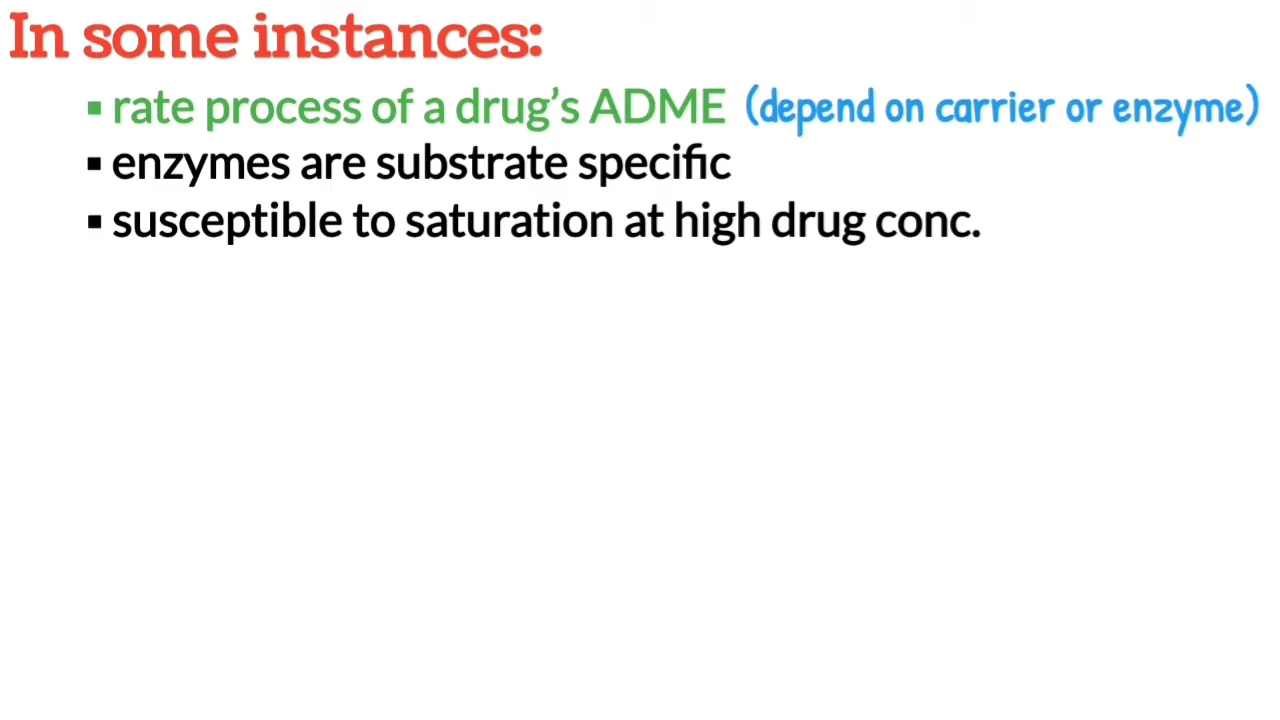 In some instances:
▪ rate process of a drug's ADME (depend on carrier or enzyme)
▪ enzymes are substrate specific
▪ susceptible to saturation at high drug conc.